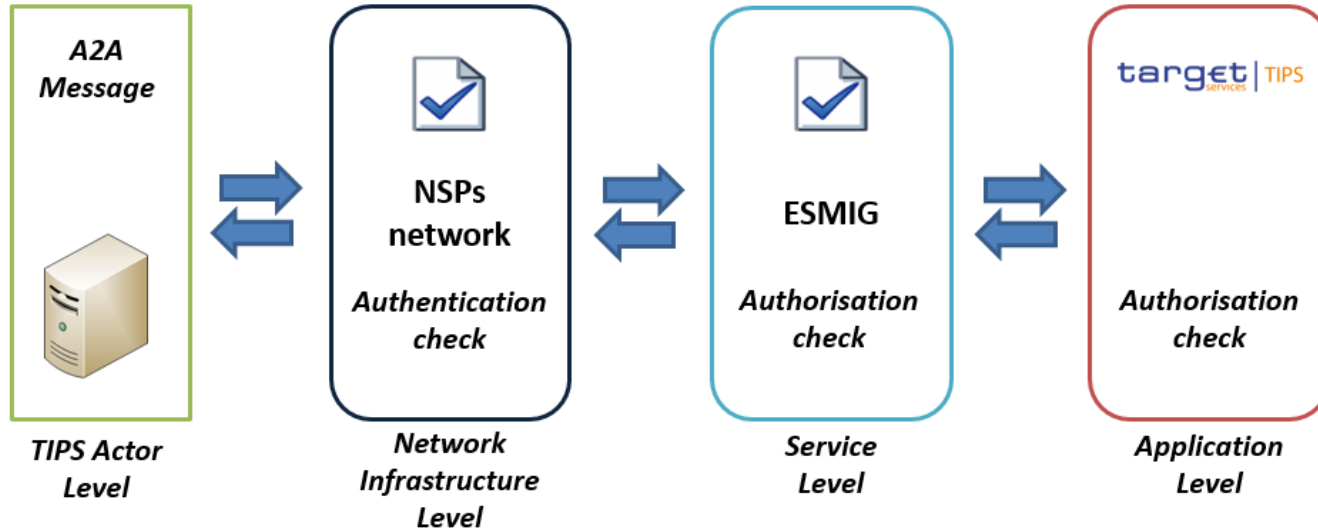 A2A
Message
TIPS Actor
Level
NSPs
network
Authentication
check
Network
Infrastructure
Level
ESMIG
Authorisation
check
Service
Level
target | TIPS
services
Authorisation
check
Application
Level